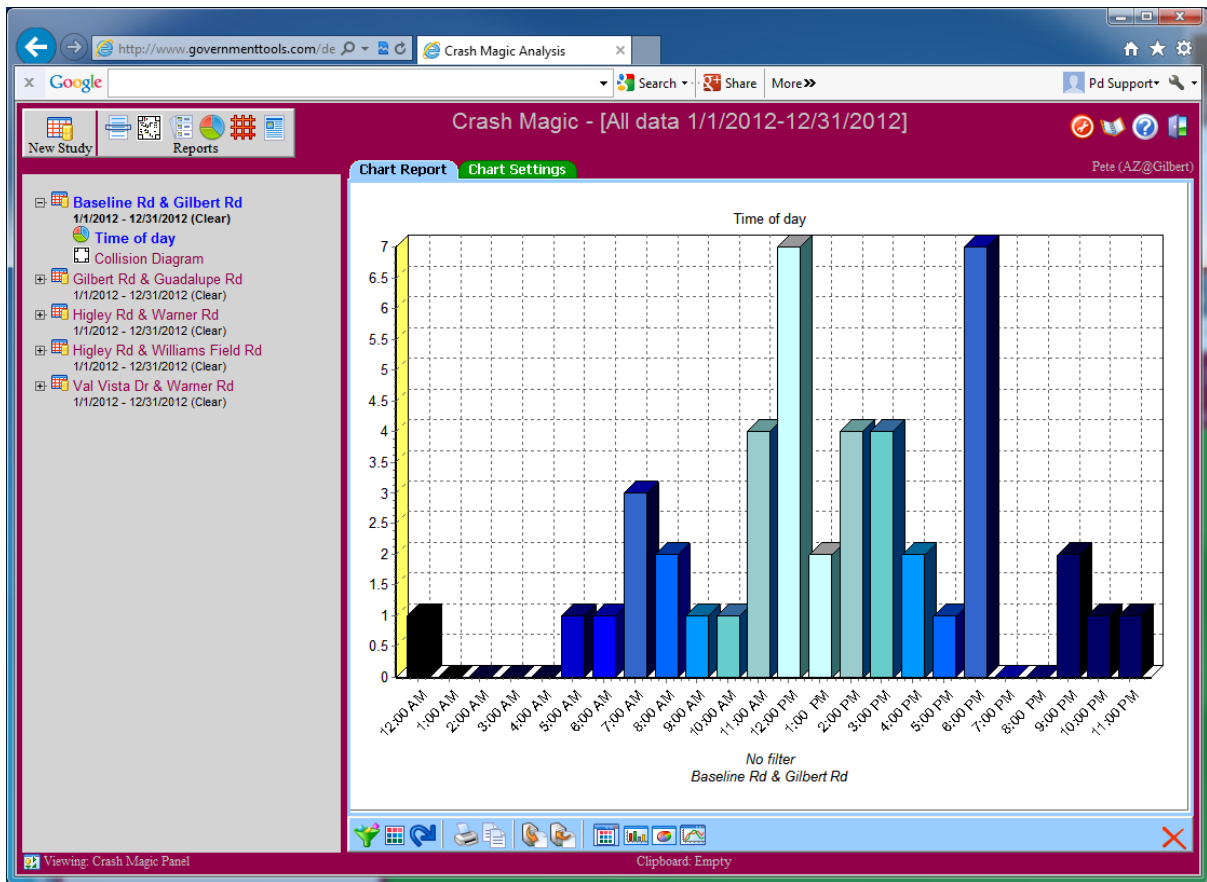 http://www.governmenttools.com/de
Crash Magic Analysis
x Google
Search
Share
More»
Pd Support
New Study
Reports
Crash Magic - [All data 1/1/2012-12/31/2012]
Pete (AZ@Gilbert)
Chart Report
Chart Settings
Baseline Rd & Gilbert Rd
1/1/2012 - 12/31/2012 (Clear)
Time of day
Collision Diagram
Gilbert Rd & Guadalupe Rd
1/1/2012 - 12/31/2012 (Clear)
Higley Rd & Warner Rd
1/1/2012 - 12/31/2012 (Clear)
Higley Rd & Williams Field Rd
1/1/2012 - 12/31/2012 (Clear)
Val Vista Dr & Warner Rd
1/1/2012 - 12/31/2012 (Clear)
Time of day
7
6.5
6
5.5
5
4.5
4
3.5
3
2.5
2
1.5
1
0.5
0
12:00 AM
1:00 AM
2:00 AM
3:00 AM
4:00 AM
5:00 AM
6:00 AM
7:00 AM
8:00 AM
9:00 AM
10:00 AM
11:00 AM
12:00 PM
1:00 PM
2:00 PM
3:00 PM
4:00 PM
5:00 PM
6:00 PM
7:00 PM
8:00 PM
9:00 PM
10:00 PM
11:00 PM
No filter
Baseline Rd & Gilbert Rd
Viewing: Crash Magic Panel
Clipboard: Empty